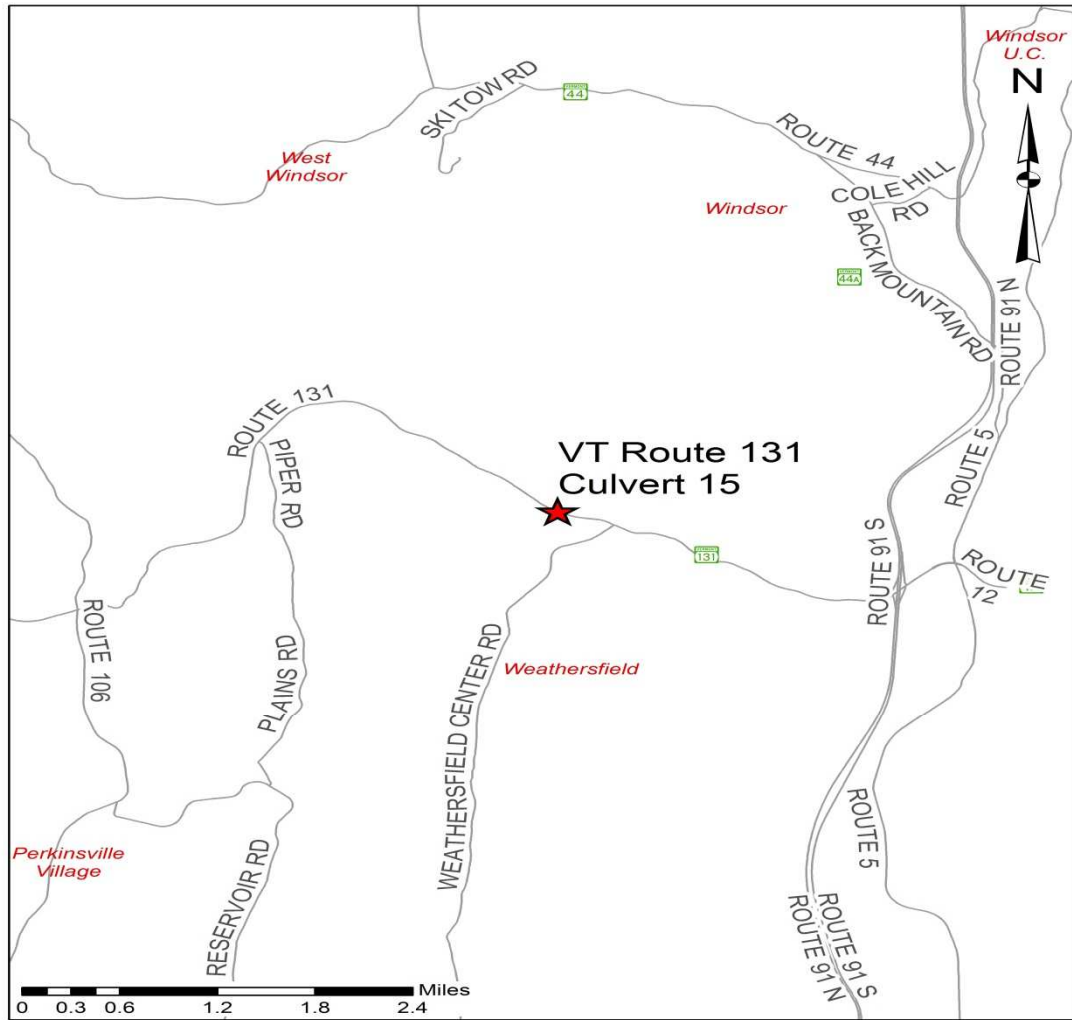 Windsor
U.C.
N
SKI TOW RD
44
ROUTE 44
West
Windsor
COLE HILL
RD
Windsor
BACK MOUNTAIN RD
VERMONT
44A
ROUTE 91 N
ROUTE 131
PIPER RD
ROUTE 5
VT Route 131
Culvert 15
ROUTE 91 S
131
ROUTE
12
ROUTE 106
PLAINS RD
WEATHERSFIELD CENTER RD
Weathersfield
ROUTE 5
Perkinsville
Village
RESERVOIR RD
ROUTE 91 S
ROUTE 91 N
Miles
0 0.3 0.6 1.2 1.8 2.4